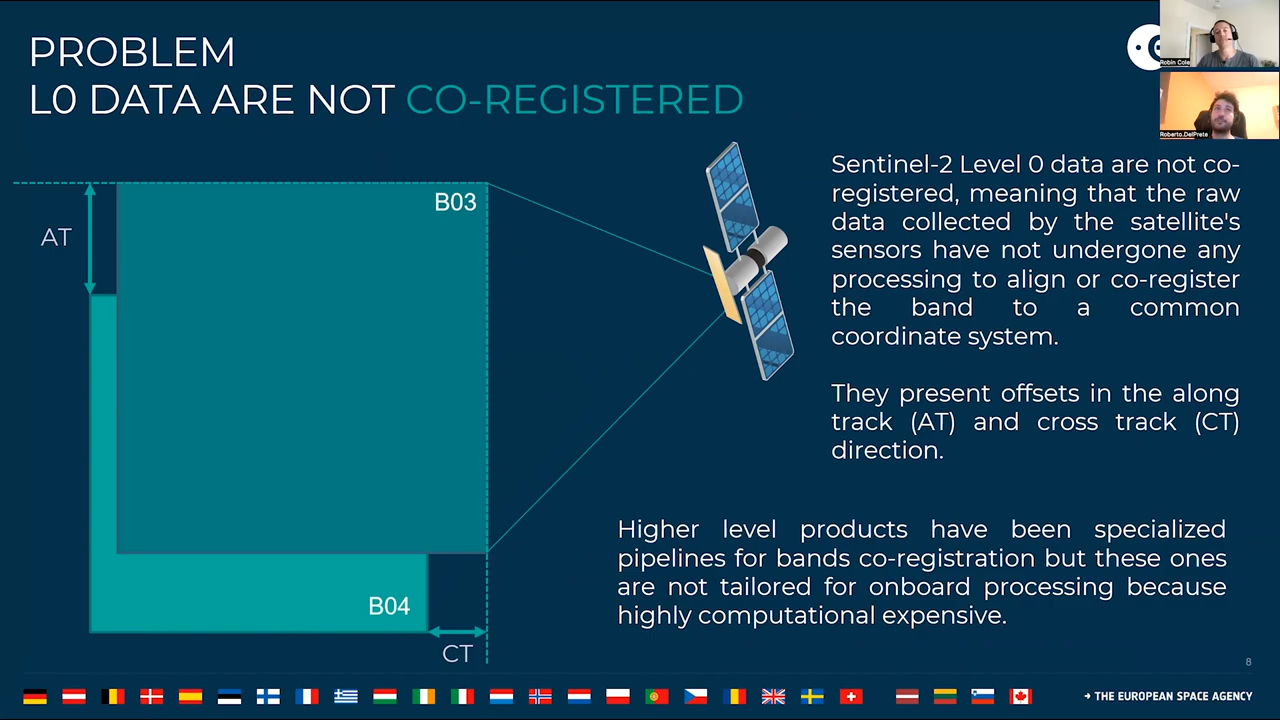 PROBLEM
L0 DATA ARE NOT CO-REGISTERED
Robin Cole
Roberto.DelPrete
B03
AT
B04
CT
Sentinel-2 Level 0 data are not co-
registered, meaning that the raw
data collected by the satellite's
sensors have not undergone any
processing to align or co-register
the band to a common
coordinate system.
They present offsets in the along
track (AT) and cross track (CT)
direction.
Higher level products have been specialized
pipelines for bands co-registration but these ones
are not tailored for onboard processing because
highly computational expensive.
8
→ THE EUROPEAN SPACE AGENCY